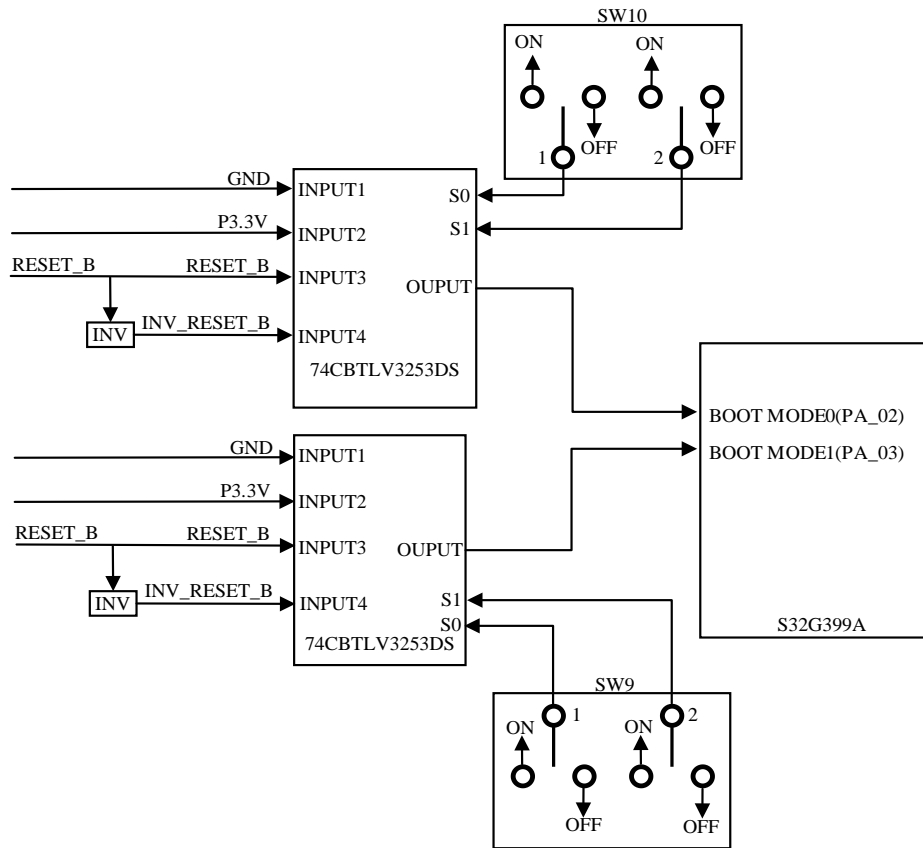 SW10
ON ON
1 OFF 2 OFF
GND INPUT1 S0
P3.3V INPUT2 S1
RESET_B RESET_B INPUT3
OUPUT
INV INV_RESET_B INPUT4
74CBTLV3253DS
BOOT MODE0(PA_02)
BOOT MODE1(PA_03)
S32G399A
GND INPUT1
P3.3V INPUT2
RESET_B RESET_B INPUT3 OUPUT
INV INV_RESET_B INPUT4 S1
S0
74CBTLV3253DS
SW9
1 2
ON ON
OFF OFF